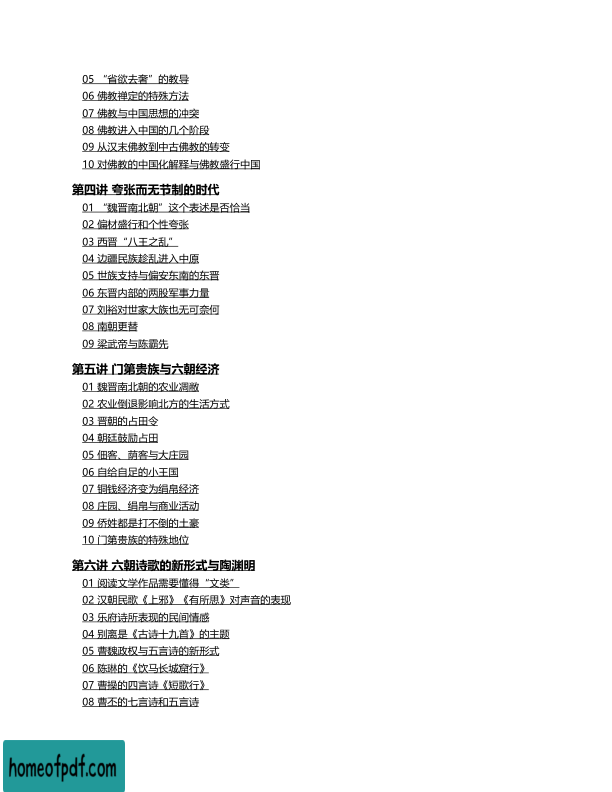 05 “省欲去奢”的教导
06 佛教禅定的特殊方法
07 佛教与中国思想的冲突
08 佛教进入中国的几个阶段
09 从汉末佛教到中古佛教的转变
10 对佛教的中国化解释与佛教盛行中国
第四讲 夸张而无节制的时代
01 “魏晋南北朝”这个表述是否恰当
02 偏材盛行和个性夸张
03 西晋“八王之乱”
04 边疆民族趁乱进入中原
05 世族支持与偏安东南的东晋
06 东晋内部的两股军事力量
07 刘裕对世家大族也无可奈何
08 南朝更替
09 梁武帝与陈霸先
第五讲 门第贵族与六朝经济
01 魏晋南北朝的农业凋敝
02 农业倒退影响北方的生活方式
03 晋朝的占田令
04 朝廷鼓励占田
05 佃客、荫客与大庄园
06 自给自足的小王国
07 铜钱经济变为绢帛经济
08 庄园、绢帛与商业活动
09 侨姓都是打不倒的土豪
10 门第贵族的特殊地位
第六讲 六朝诗歌的新形式与陶渊明
01 阅读文学作品需要懂得“文类”
02 汉朝民歌《上邪》《有所思》对声音的表现
03 乐府诗所表现的民间情感
04 别离是《古诗十九首》的主题
05 曹魏政权与五言诗的新形式
06 陈琳的《饮马长城窟行》
07 曹操的四言诗《短歌行》
08 曹丕的七言诗和五言诗
homeofpdf.com